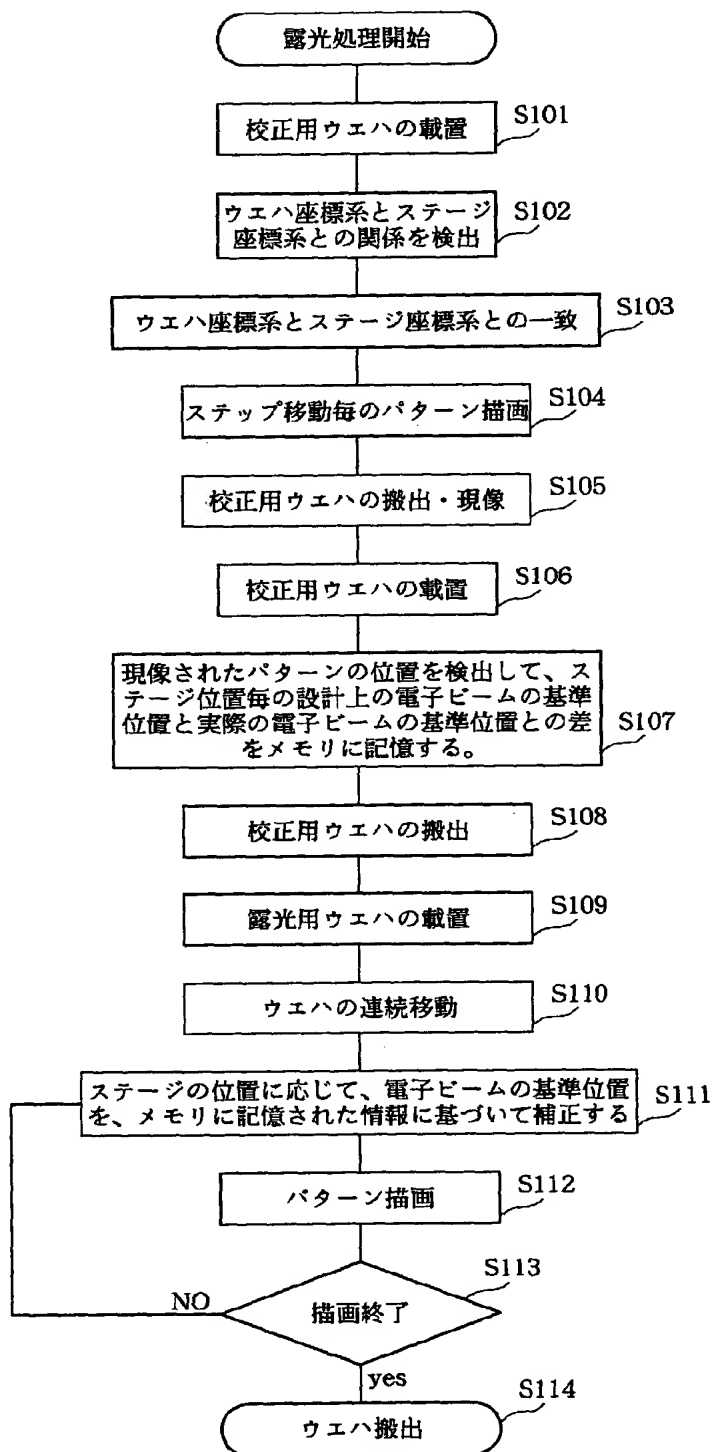 露光処理開始
S101
校正用ウエハの載置
S102
ウエハ座標系とステージ
座標系との関係を検出
S103
ウエハ座標系とステージ座標系との一致
S104
ステップ移動毎のパターン描画
S105
校正用ウエハの搬出・現像
S106
校正用ウエハの載置
現像されたパターンの位置を検出して、ス
テージ位置毎の設計上の電子ビームの基準
位置と実際の電子ビームの基準位置との差
をメモリに記憶する。
S107
S108
校正用ウエハの搬出
S109
露光用ウエハの載置
S110
ウエハの連続移動
ステージの位置に応じて、電子ビームの基準位置
を、メモリに記憶された情報に基づいて補正する
S111
S112
パターン描画
S113
NO
描画終了
yes
S114
ウエハ搬出